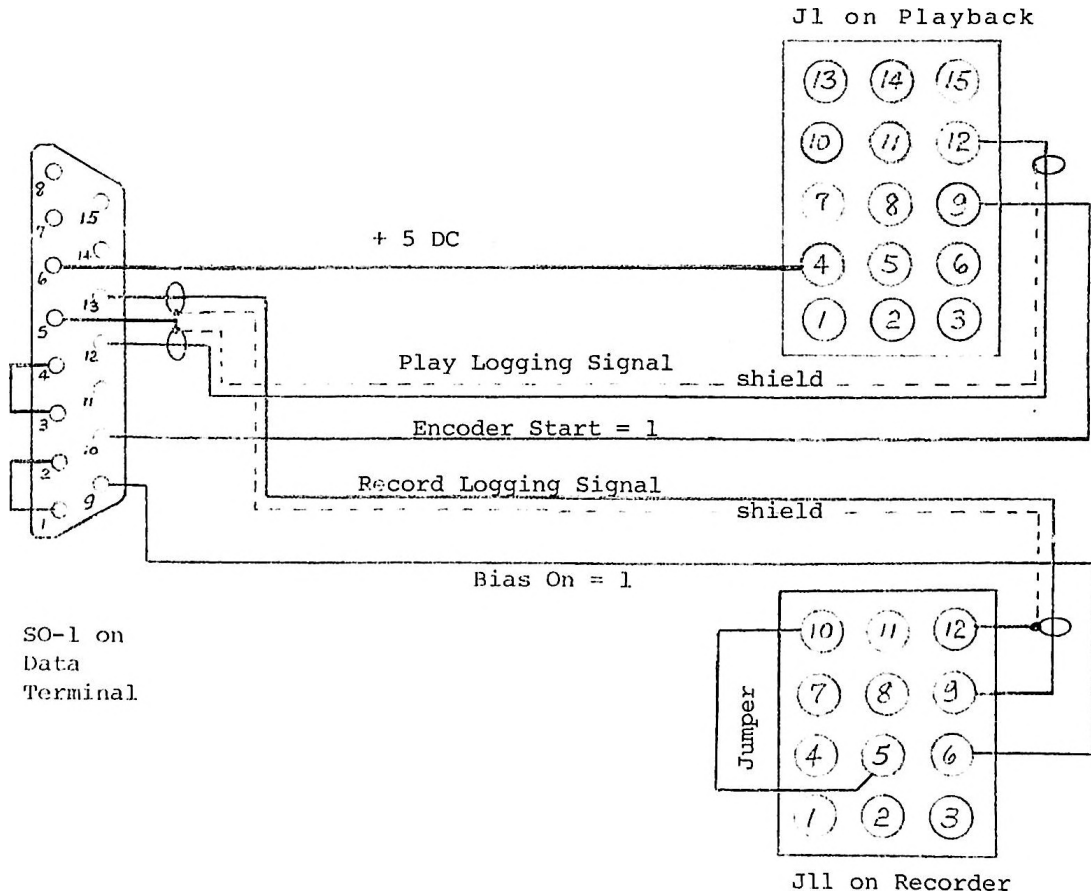 J1 on Playback
13 14 15
10 11 12
7 8 9
4 5 6
1 2 3
8
15
7
14
6
13
5
12
4
11
3
10
2
9
1
+ 5 DC
Play Logging Signal
shield
Encoder Start = 1
Record Logging Signal
shield
Bias On = 1
SO-1 on
Data
Terminal
Jumper
10 11 12
7 8 9
4 5 6
1 2 3
J11 on Recorder